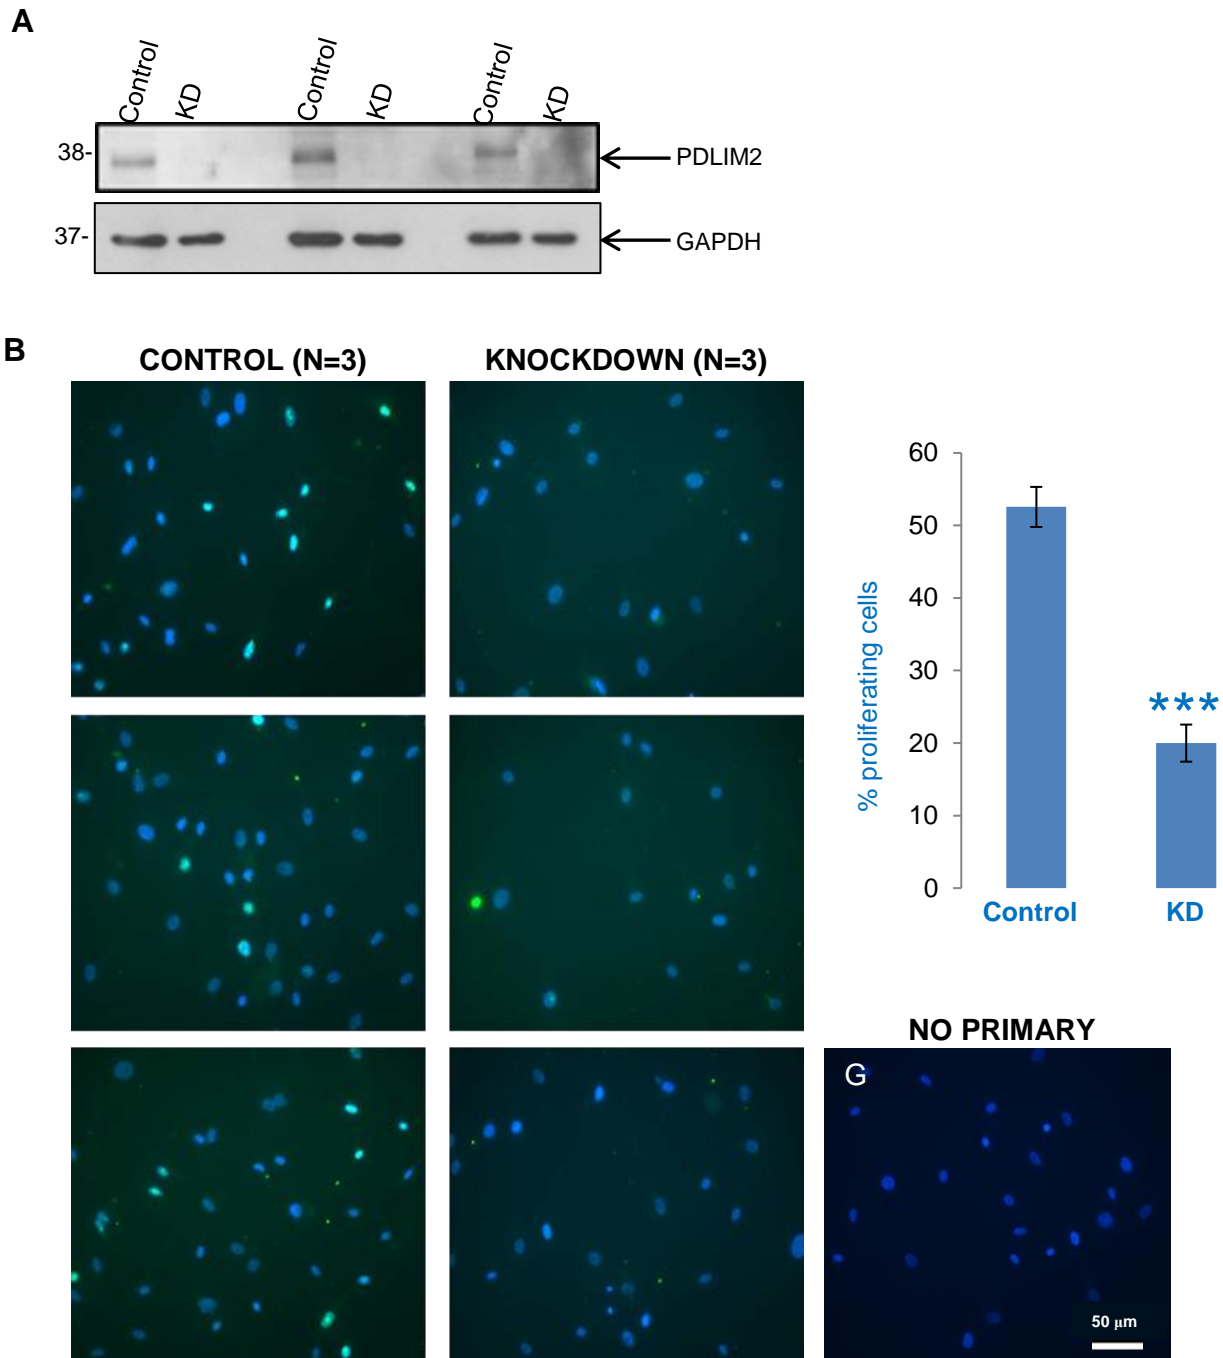 A
Control KD Control KD Control KD
38- PDLIM2
37- GAPDH
B
CONTROL (N=3) KNOCKDOWN (N=3)
60
50
40
30
20
10
0
% proliferating cells
***
Control KD
NO PRIMARY
G
50 μm